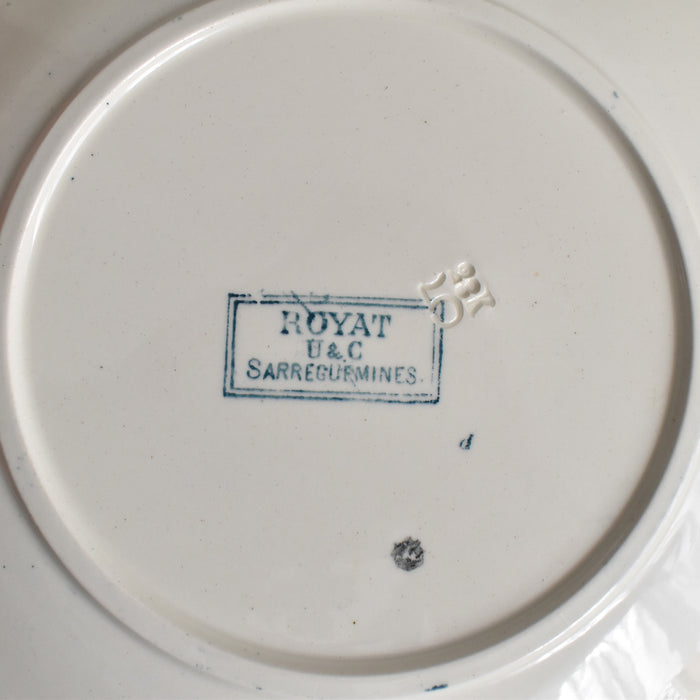 ROYAT
U & C
SARREGUEMINES.
d